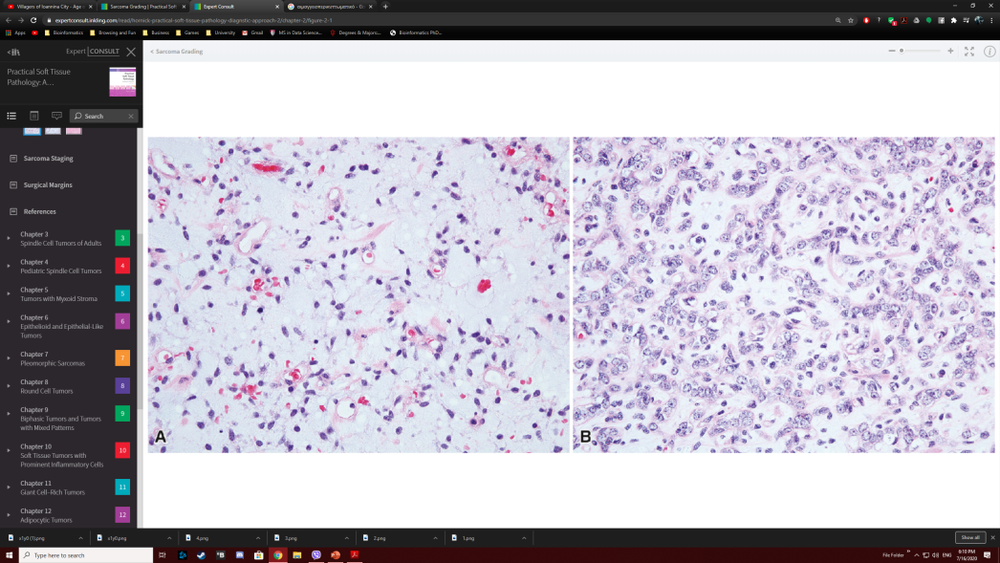 Villagers of Ioannina City - Age
Sarcoma Grading | Practical Soft
Expert Consult
expertconsult.inkling.com/read/hornick-practical-soft-tissue-pathology-diagnostic-approach-2/chapter-2/figure-2-1
Apps
Bioinformatics
Browsing and Fun
Business
Games
University
Gmail
MS in Data Science...
Degrees & Majors...
Bioinformatics PhD...
Expert CONSULT
< Sarcoma Grading
Practical Soft Tissue
Pathology: A...
Search
Sarcoma Staging
Surgical Margins
References
Chapter 3
Spindle Cell Tumors of Adults
3
Chapter 4
Pediatric Spindle Cell Tumors
4
Chapter 5
Tumors with Myxoid Stroma
5
Chapter 6
Epithelioid and Epithelial-Like
Tumors
6
Chapter 7
Pleomorphic Sarcomas
7
Chapter 8
Round Cell Tumors
8
Chapter 9
Biphasic Tumors and Tumors
with Mixed Patterns
9
Chapter 10
Soft Tissue Tumors with
Prominent Inflammatory Cells
10
Chapter 11
Giant Cell–Rich Tumors
11
Chapter 12
Adipocytic Tumors
12
A
B
4.png
3.png
2.png
1.png
Show all
Type here to search
File Folder
ENG
6:10 PM
7/16/2020